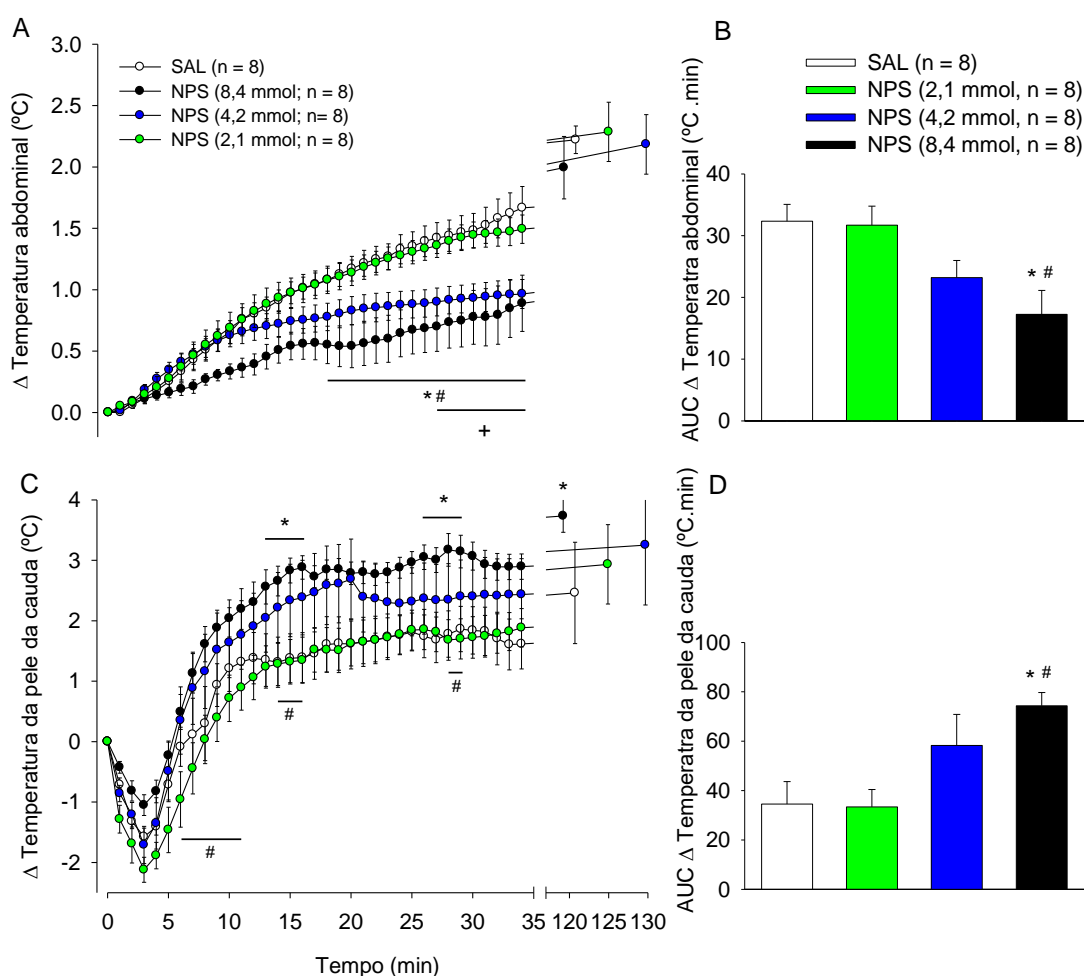 A
Δ Temperatura abdominal (ºC)
3.0
2.5
2.0
1.5
1.0
0.5
0.0
SAL (n = 8)
NPS (8,4 mmol; n = 8)
NPS (4,2 mmol; n= 8)
NPS (2,1 mmol; n = 8)
* #
+
B
SAL (n = 8)
NPS (2,1 mmol, n = 8)
NPS (4,2 mmol, n = 8)
NPS (8,4 mmol, n = 8)
AUC Δ Temperatra abdominal (ºC .min)
40
30
20
10
0
* #
C
Δ Temperatura da pele da cauda (ºC)
4
3
2
1
0
-1
-2
* * *
# # #
0 5 10 15 20 25 30 35 120 125 130
Tempo (min)
D
AUC Δ Temperatra da pele da cauda (ºC.min)
100
80
60
40
20
0
* #